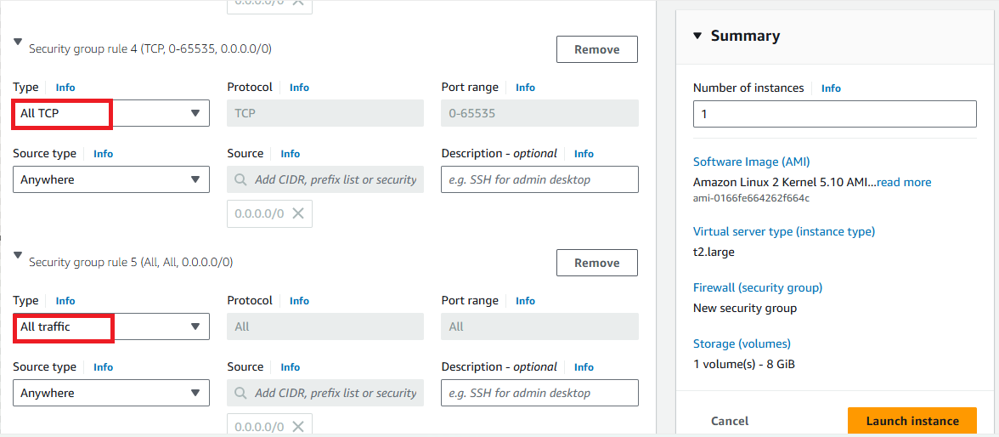 0.0.0.0/0
Security group rule 4 (TCP, 0-65535, 0.0.0.0/0)
Remove
Type Info
Protocol Info
Port range Info
All TCP
TCP
0-65535
Source type Info
Source Info
Description - optional Info
Anywhere
Add CIDR, prefix list or security
e.g. SSH for admin desktop
0.0.0.0/0
Security group rule 5 (All, All, 0.0.0.0/0)
Remove
Type Info
Protocol Info
Port range Info
All traffic
All
All
Source type Info
Source Info
Description - optional Info
Anywhere
Add CIDR, prefix list or security
e.g. SSH for admin desktop
0.0.0.0/0
Summary
Number of instances Info
1
Software Image (AMI)
Amazon Linux 2 Kernel 5.10 AMI...read more
ami-0166fe664262f664c
Virtual server type (instance type)
t2.large
Firewall (security group)
New security group
Storage (volumes)
1 volume(s) - 8 GiB
Cancel
Launch instance